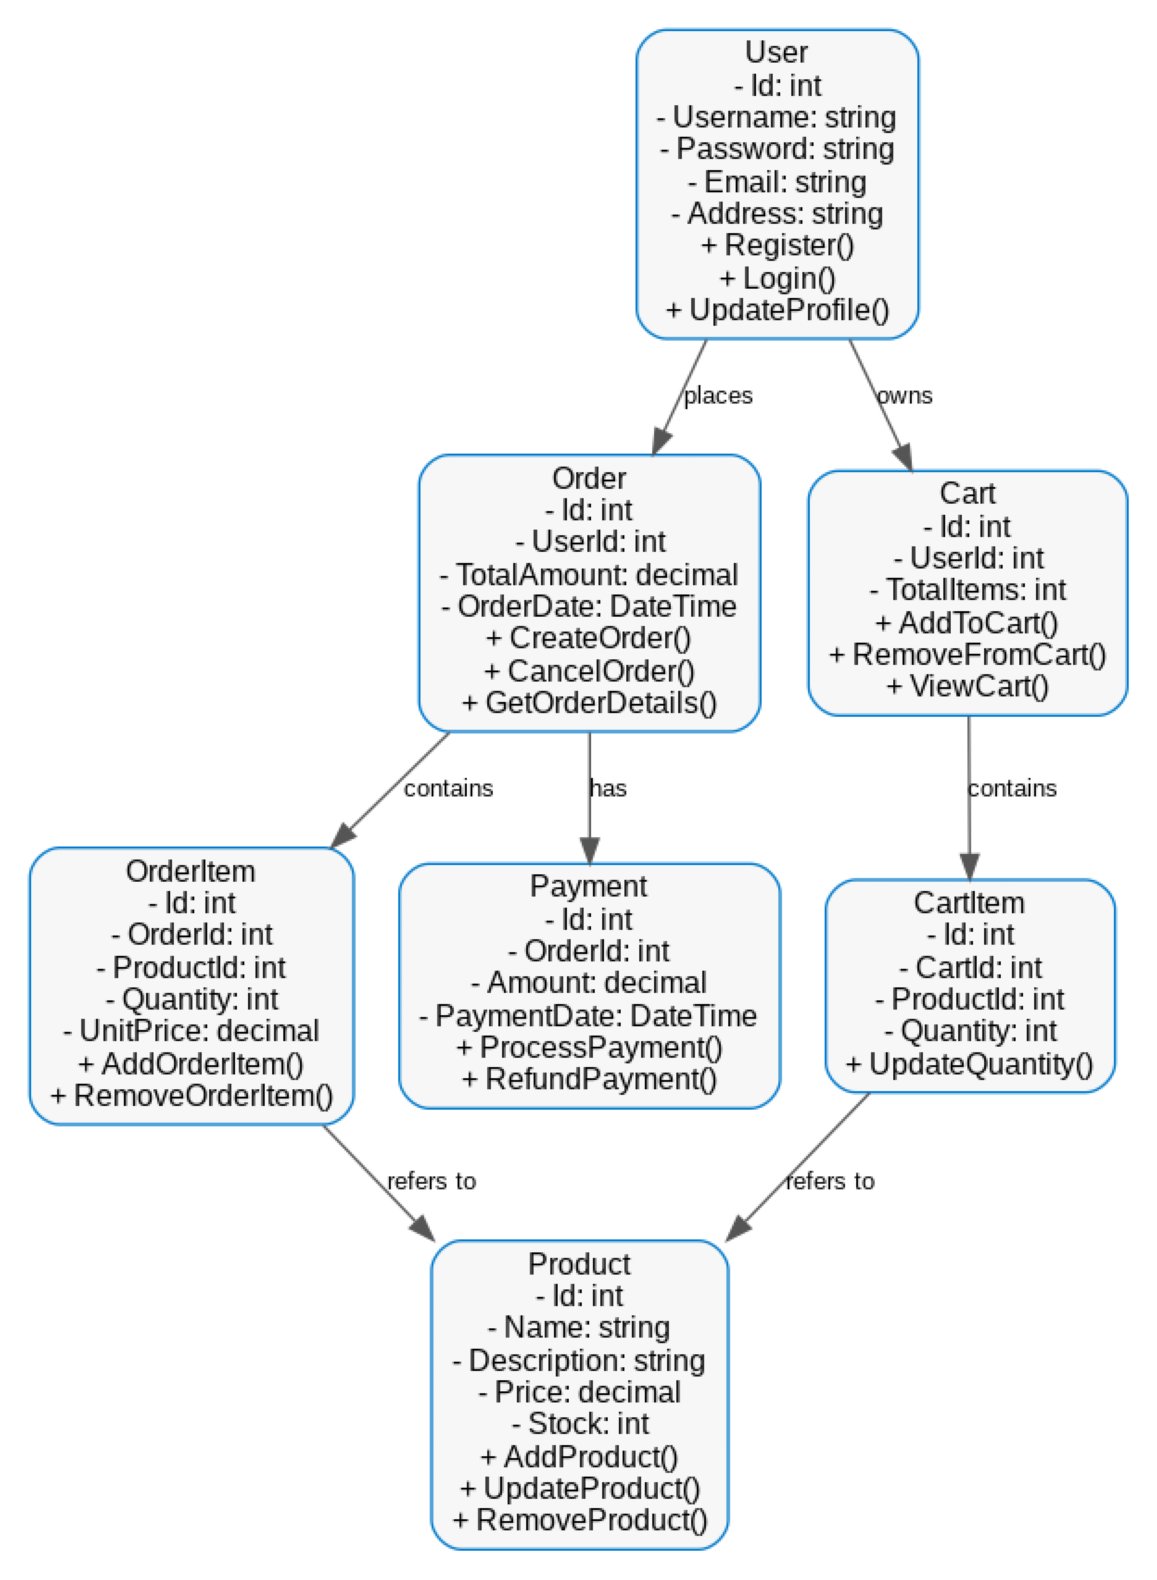 User
- Id: int
- Username: string
- Password: string
- Email: string
- Address: string
+ Register()
+ Login()
+ UpdateProfile()
places
owns
Order
- Id: int
- UserId: int
- TotalAmount: decimal
- OrderDate: DateTime
+ CreateOrder()
+ CancelOrder()
+ GetOrderDetails()
Cart
- Id: int
- UserId: int
- TotalItems: int
+ AddToCart()
+ RemoveFromCart()
+ ViewCart()
contains
has
contains
OrderItem
- Id: int
- OrderId: int
- ProductId: int
- Quantity: int
- UnitPrice: decimal
+ AddOrderItem()
+ RemoveOrderItem()
Payment
- Id: int
- OrderId: int
- Amount: decimal
- PaymentDate: DateTime
+ ProcessPayment()
+ RefundPayment()
CartItem
- Id: int
- CartId: int
- ProductId: int
- Quantity: int
+ UpdateQuantity()
refers to
refers to
Product
- Id: int
- Name: string
- Description: string
- Price: decimal
- Stock: int
+ AddProduct()
+ UpdateProduct()
+ RemoveProduct()